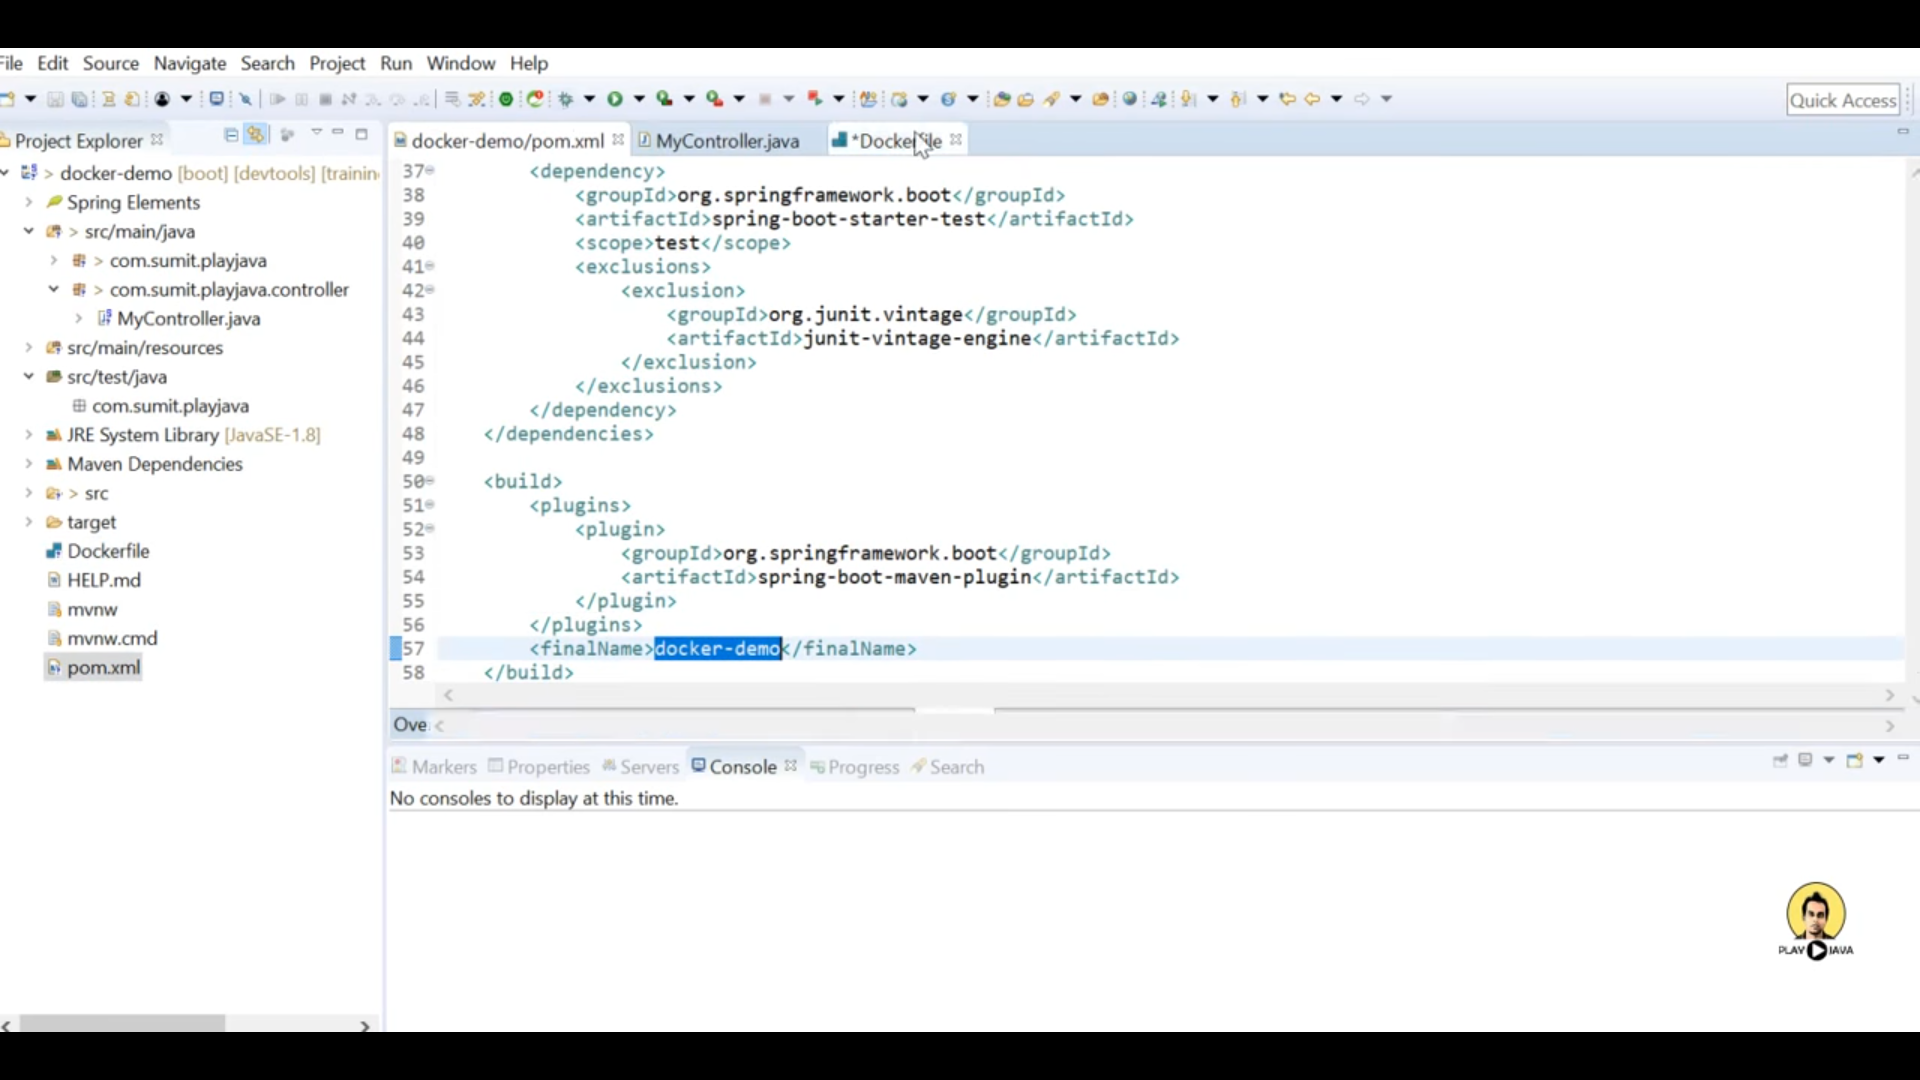 File Edit Source Navigate Search Project Run Window Help
Quick Access
Project Explorer
docker-demo/pom.xml MyController.java *Dockerfile
> docker-demo [boot] [devtools] [trainin
Spring Elements
> src/main/java
> com.sumit.playjava
> com.sumit.playjava.controller
MyController.java
src/main/resources
src/test/java
com.sumit.playjava
JRE System Library [JavaSE-1.8]
Maven Dependencies
> src
target
Dockerfile
HELP.md
mvnw
mvnw.cmd
pom.xml
37 <dependency>
38 <groupId>org.springframework.boot</groupId>
39 <artifactId>spring-boot-starter-test</artifactId>
40 <scope>test</scope>
41 <exclusions>
42 <exclusion>
43 <groupId>org.junit.vintage</groupId>
44 <artifactId>junit-vintage-engine</artifactId>
45 </exclusion>
46 </exclusions>
47 </dependency>
48 </dependencies>
49
50 <build>
51 <plugins>
52 <plugin>
53 <groupId>org.springframework.boot</groupId>
54 <artifactId>spring-boot-maven-plugin</artifactId>
55 </plugin>
56 </plugins>
57 <finalName>docker-demo</finalName>
58 </build>
Ove
Markers Properties Servers Console Progress Search
No consoles to display at this time.
PLAY JAVA